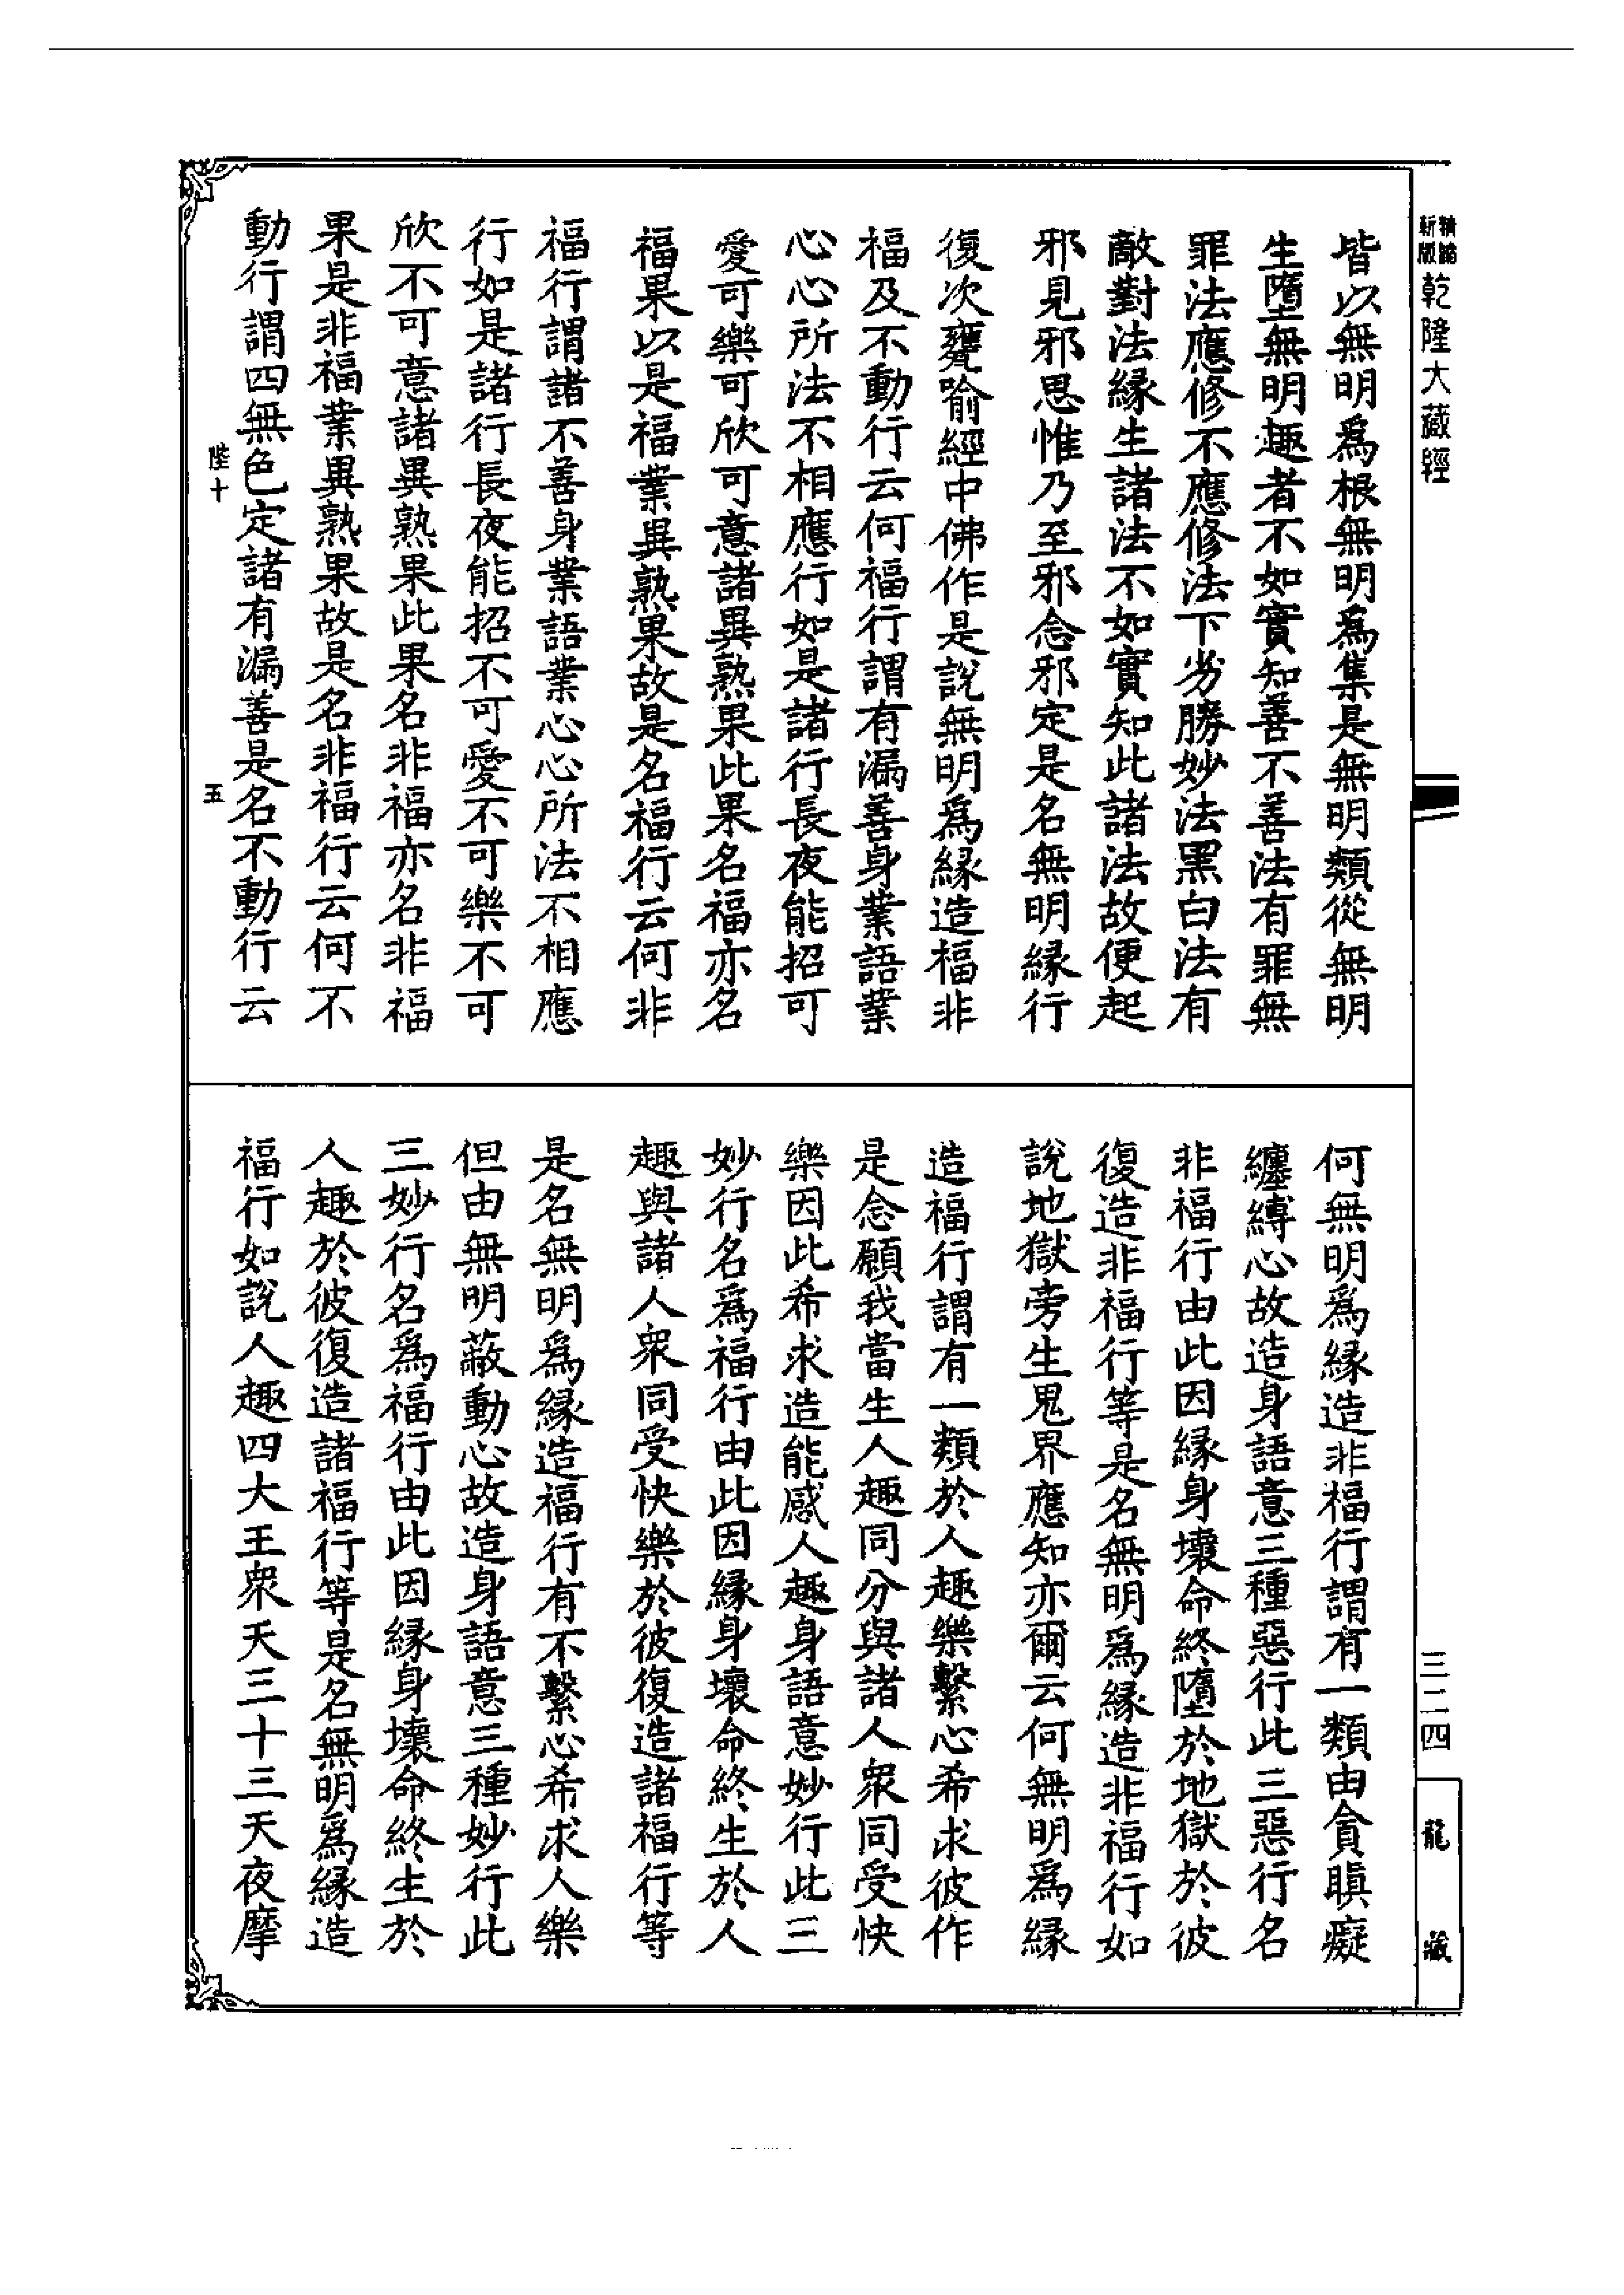 精縮新版乾隆大藏經
皆以無明爲根無明爲集是無明類從無明
生墮無明趣者不如實知善不善法有罪無
罪法應修不應修法下劣勝妙法黑白法有
敵對法緣生諸法不如實知此諸法故便起
邪見邪思惟乃至邪念邪定是名無明緣行
復次甕喻經中佛作是說無明爲緣造福非
福及不動行云何福行謂有漏善身業語業
心心所法不相應行如是諸行長夜能招可
愛可樂可欣可意諸異熟果此果名福亦名
福果以是福業異熟果故是名福行云何非
福行謂諸不善身業語業心心所法不相應
行如是諸行長夜能招不可愛不可樂不可
欣不可意諸異熟果此果名非福亦名非福
果是非福業異熟果故是名非福行云何不
動行謂四無色定諸有漏善是名不動行云
陛十
五
三二四
何無明爲緣造非福行謂有一類由貪瞋癡
纏縛心故造身語意三種惡行此三惡行名
非福行由此因緣身壞命終墮於地獄於彼
復造非福行等是名無明爲緣造非福行如
說地獄旁生鬼界應知亦爾云何無明爲緣
造福行謂有一類於人趣樂繫心希求彼作
是念願我當生人趣同分與諸人衆同受快
樂因此希求造能感人趣身語意妙行此三
妙行名爲福行由此因緣身壞命終生於人
趣與諸人衆同受快樂於彼復造諸福行等
是名無明爲緣造福行有不繫心希求人樂
但由無明蔽動心故造身語意三種妙行此
三妙行名爲福行由此因緣身壞命終生於
人趣於彼復造諸福行等是名無明爲緣造
福行如說人趣四大王衆天三十三天夜摩
龍藏